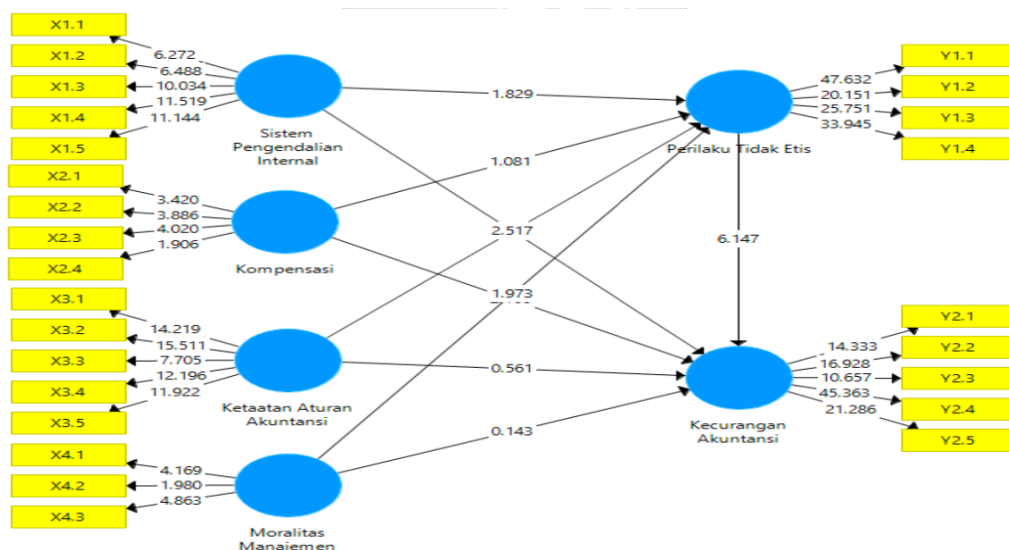 X1.1
X1.2
X1.3
X1.4
X1.5
6.272
6.488
10.034
11.519
11.144
Sistem
Pengendalian
Internal
X2.1
X2.2
X2.3
X2.4
3.420
3.886
4.020
1.906
Kompensasi
X3.1
X3.2
X3.3
X3.4
X3.5
14.219
15.511
7.705
12.196
11.922
Ketaatan Aturan
Akuntansi
X4.1
X4.2
X4.3
4.169
1.980
4.863
Moralitas
Manajemen
1.829
1.081
2.517
1.973
0.561
0.143
6.147
Perilaku Tidak Etis
47.632
20.151
25.751
33.945
Y1.1
Y1.2
Y1.3
Y1.4
Kecurangan
Akuntansi
14.333
16.928
10.657
45.363
21.286
Y2.1
Y2.2
Y2.3
Y2.4
Y2.5